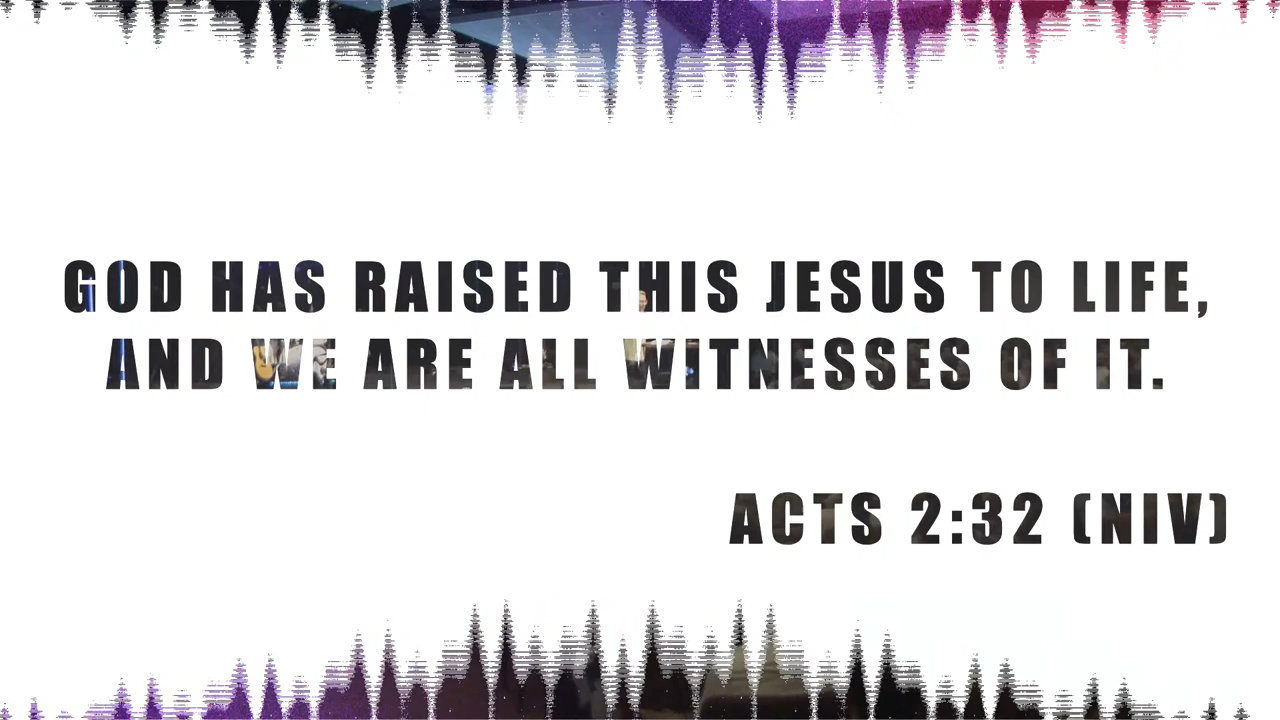 GOD HAS RAISED THIS JESUS TO LIFE,
AND WE ARE ALL WITNESSES OF IT.
ACTS 2:32 (NIV)